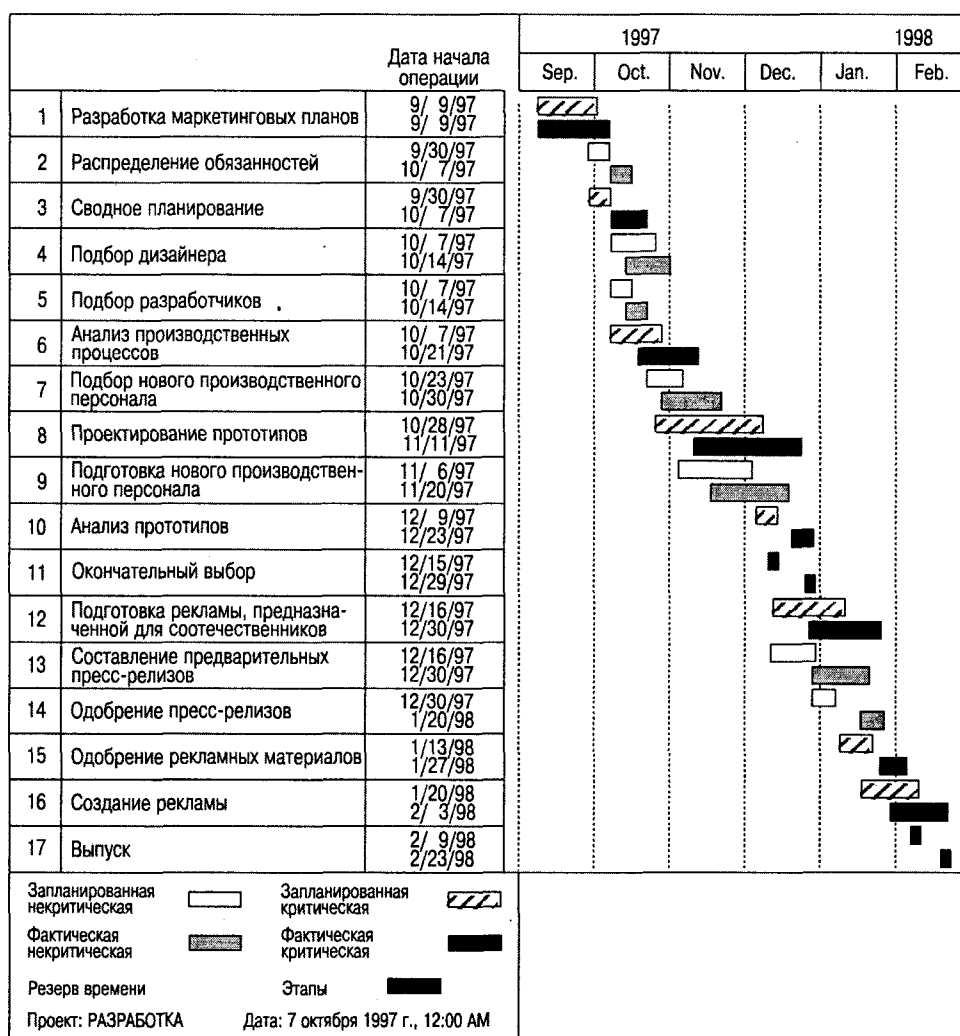 1997 1998
Дата начала
операции
Sep. Oct. Nov. Dec. Jan. Feb.
1 Разработка маркетинговых планов 9/ 9/97
9/ 9/97
2 Распределение обязанностей 9/30/97
10/ 7/97
3 Сводное планирование 9/30/97
10/ 7/97
4 Подбор дизайнера 10/ 7/97
10/14/97
5 Подбор разработчиков 10/ 7/97
10/14/97
6 Анализ производственных
процессов
10/ 7/97
10/21/97
7 Подбор нового производственного
персонала
10/23/97
10/30/97
8 Проектирование прототипов 10/28/97
11/11/97
9 Подготовка нового производствен-
ного персонала
11/ 6/97
11/20/97
10 Анализ прототипов 12/ 9/97
12/23/97
11 Окончательный выбор 12/15/97
12/29/97
12 Подготовка рекламы, предназна-
ченной для соотечественников
12/16/97
12/30/97
13 Составление предварительных
пресс-релизов
12/16/97
12/30/97
14 Одобрение пресс-релизов 12/30/97
1/20/98
15 Одобрение рекламных материалов 1/13/98
1/27/98
16 Создание рекламы 1/20/98
2/ 3/98
17 Выпуск 2/ 9/98
2/23/98
Запланированная
некритическая
Запланированная
критическая
Фактическая
некритическая
Фактическая
критическая
Резерв времени Этапы
Проект: РАЗРАБОТКА Дата: 7 октября 1997 г., 12:00 AM